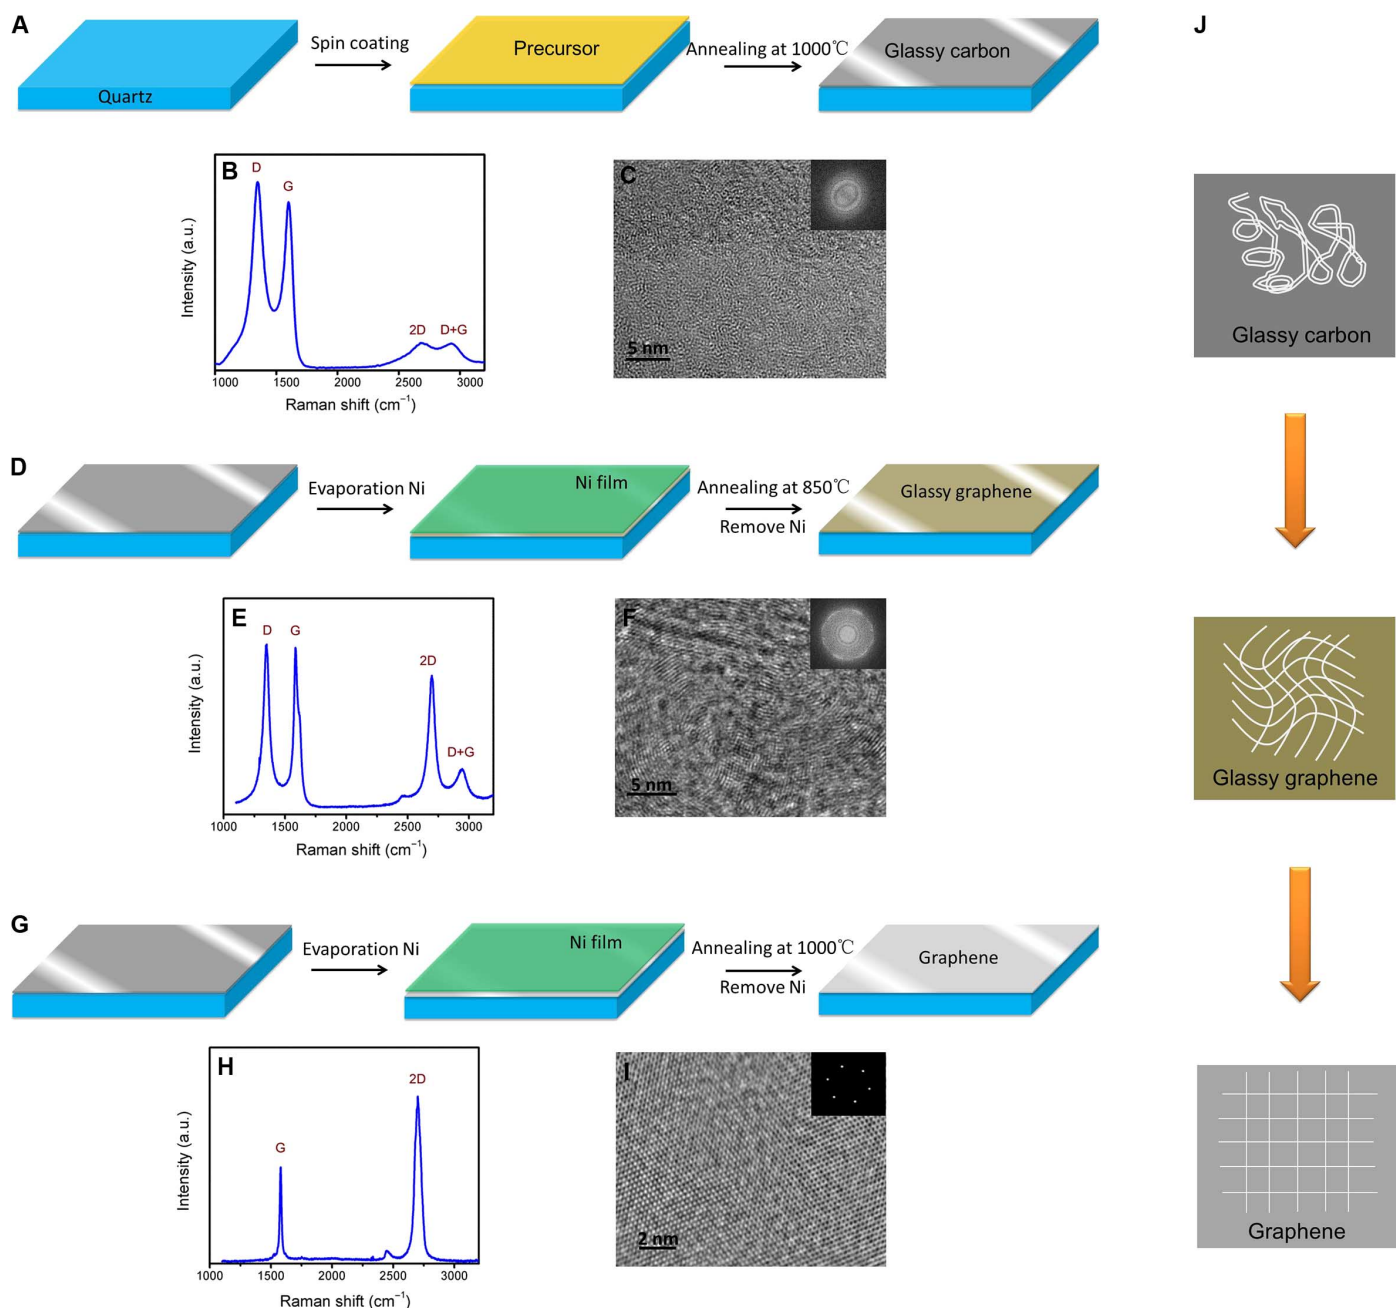 A
Quartz
Spin coating
Precursor
Annealing at 1000℃
Glassy carbon
J
B
D
G
2D
D+G
Intensity (a.u.)
1000 1500 2000 2500 3000
Raman shift (cm⁻¹)
C
5 nm
Glassy carbon
D
Evaporation Ni
Ni film
Annealing at 850℃
Remove Ni
Glassy graphene
E
D
G
2D
D+G
Intensity (a.u.)
1000 1500 2000 2500 3000
Raman shift (cm⁻¹)
F
5 nm
Glassy graphene
G
Evaporation Ni
Ni film
Annealing at 1000℃
Remove Ni
Graphene
H
G
2D
Intensity (a.u.)
1000 1500 2000 2500 3000
Raman shift (cm⁻¹)
I
2 nm
Graphene